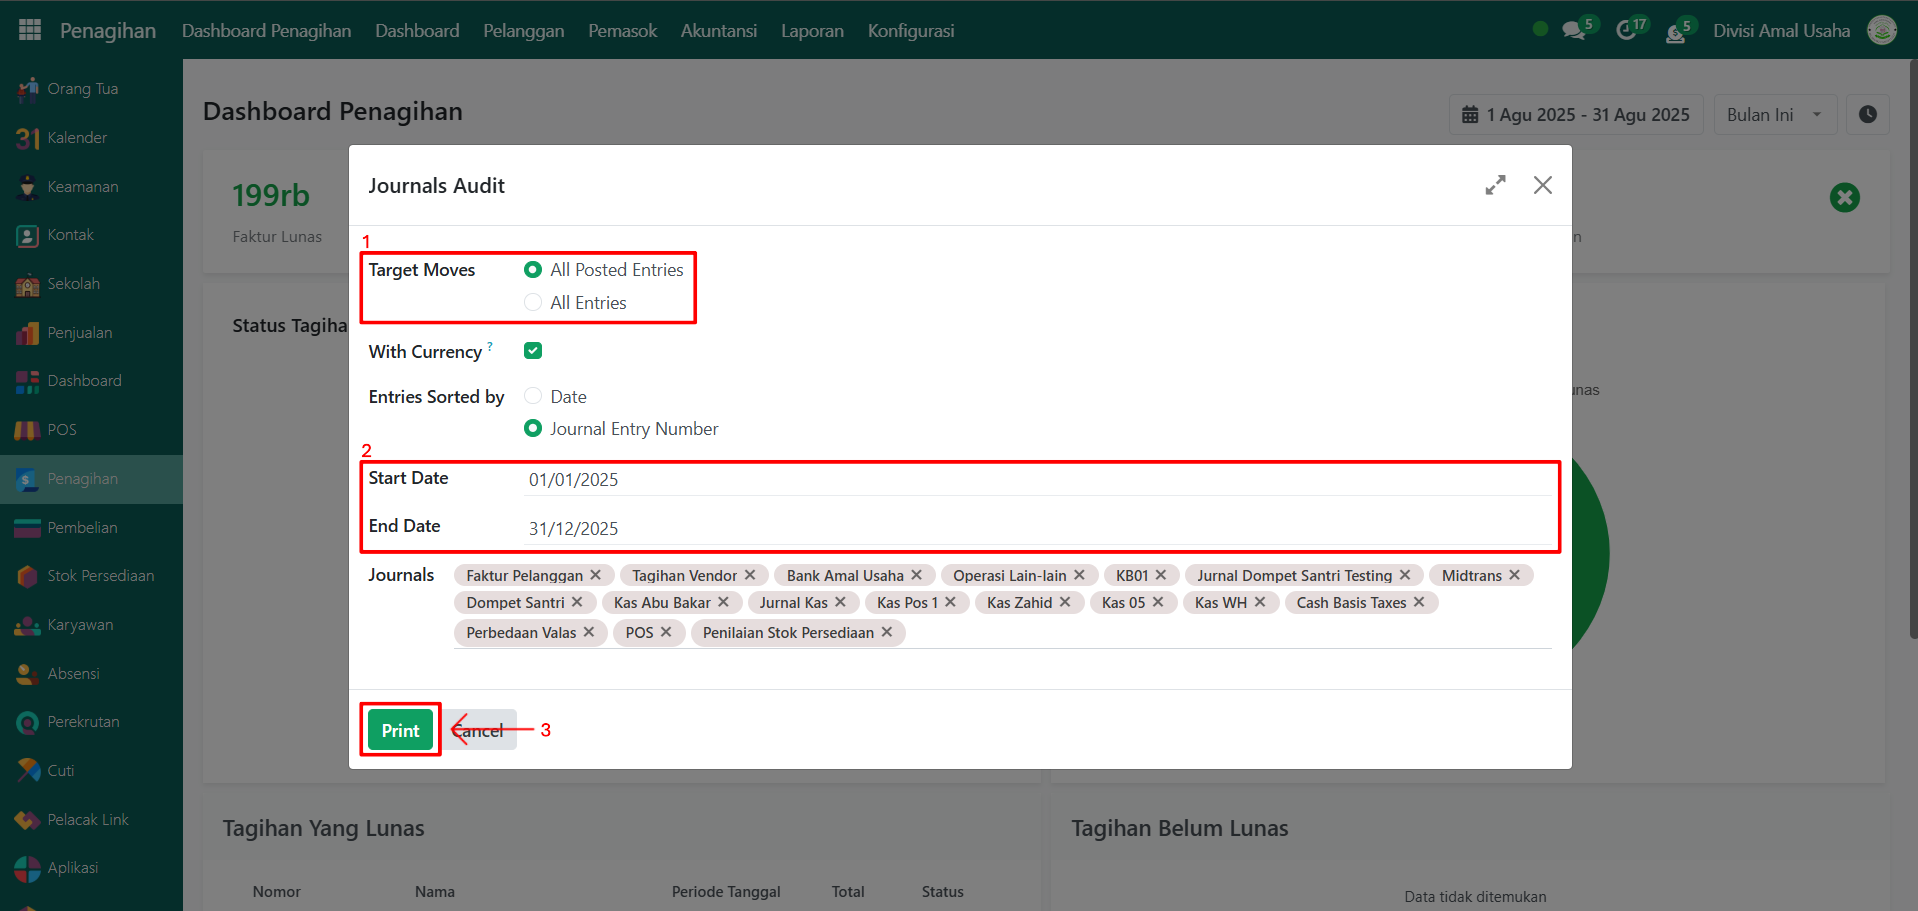 Penagihan Dashboard Penagihan Dashboard Pelanggan Pemasok Akuntansi Laporan Konfigurasi 5 17 5 Divisi Amal Usaha
Orang Tua
31 Kalender
Keamanan
Kontak
Sekolah
Penjualan
Dashboard
POS
Penagihan
Pembelian
Stok Persediaan
Karyawan
Absensi
Perekrutan
Cuti
Pelacak Link
Aplikasi
Dashboard Penagihan
1 Agu 2025 - 31 Agu 2025 Bulan Ini
199rb
Faktur Lunas
n
Status Tagiha
unas
Journals Audit
1
Target Moves All Posted Entries
All Entries
With Currency ?
Entries Sorted by Date
Journal Entry Number
2
Start Date 01/01/2025
End Date 31/12/2025
Journals Faktur Pelanggan Tagihan Vendor Bank Amal Usaha Operasi Lain-lain KB01 Jurnal Dompet Santri Testing Midtrans
Dompet Santri Kas Abu Bakar Jurnal Kas Kas Pos 1 Kas Zahid Kas 05 Kas WH Cash Basis Taxes
Perbedaan Valas POS Penilaian Stok Persediaan
Print Cancel 3
Tagihan Yang Lunas
Nomor Nama Periode Tanggal Total Status
Tagihan Belum Lunas
Data tidak ditemukan